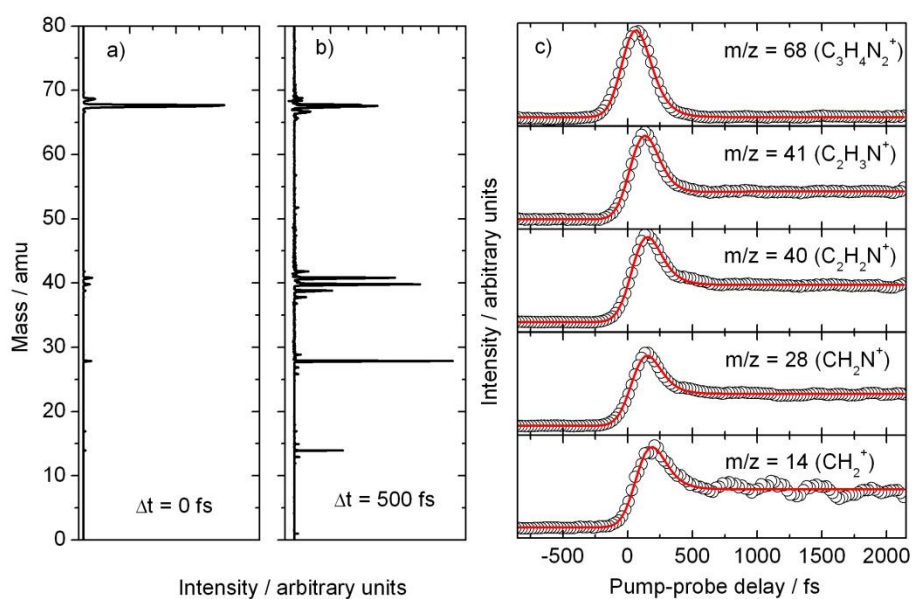 a)
b)
c)
80
70
60
50
40
30
20
10
0
Mass / amu
Δt = 0 fs
Δt = 500 fs
Intensity / arbitrary units
Intensity / arbitrary units
m/z = 68 (C₃H₄N₂⁺)
m/z = 41 (C₂H₃N⁺)
m/z = 40 (C₂H₂N⁺)
m/z = 28 (CH₂N⁺)
m/z = 14 (CH₂⁺)
-500 0 500 1000 1500 2000
Pump-probe delay / fs